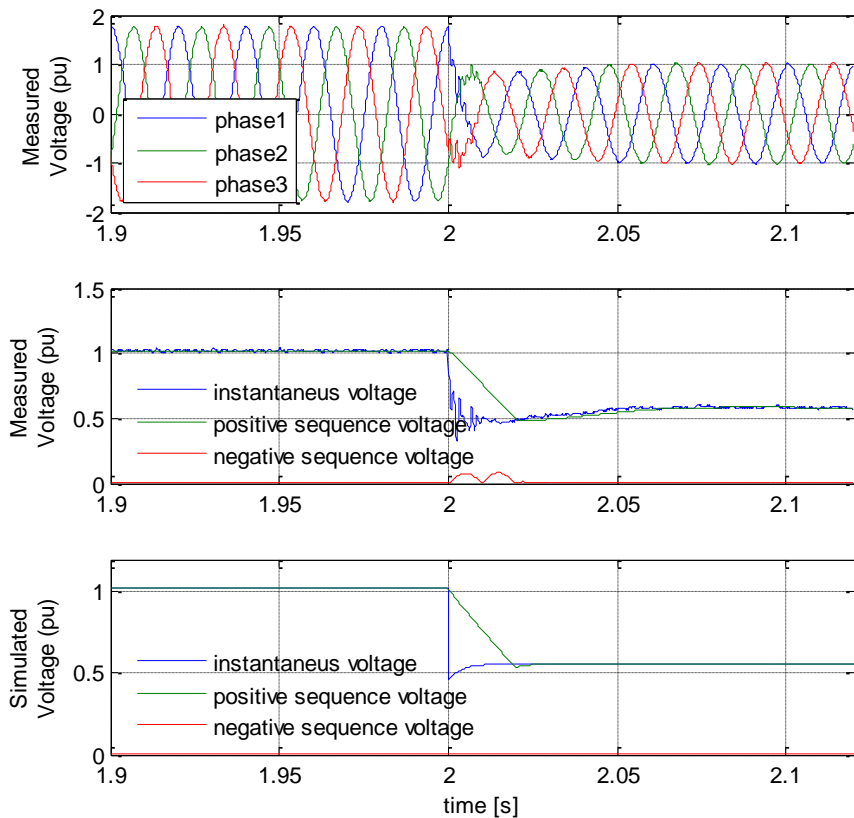 2
1
0
-1
-2
Measured
Voltage (pu)
phase1
phase2
phase3
1.9
1.95
2
2.05
2.1
1.5
1
0.5
0
Measured
Voltage (pu)
instantaneus voltage
positive sequence voltage
negative sequence voltage
1.9
1.95
2
2.05
2.1
1
0.5
0
Simulated
Voltage (pu)
instantaneus voltage
positive sequence voltage
negative sequence voltage
1.9
1.95
2
2.05
2.1
time [s]